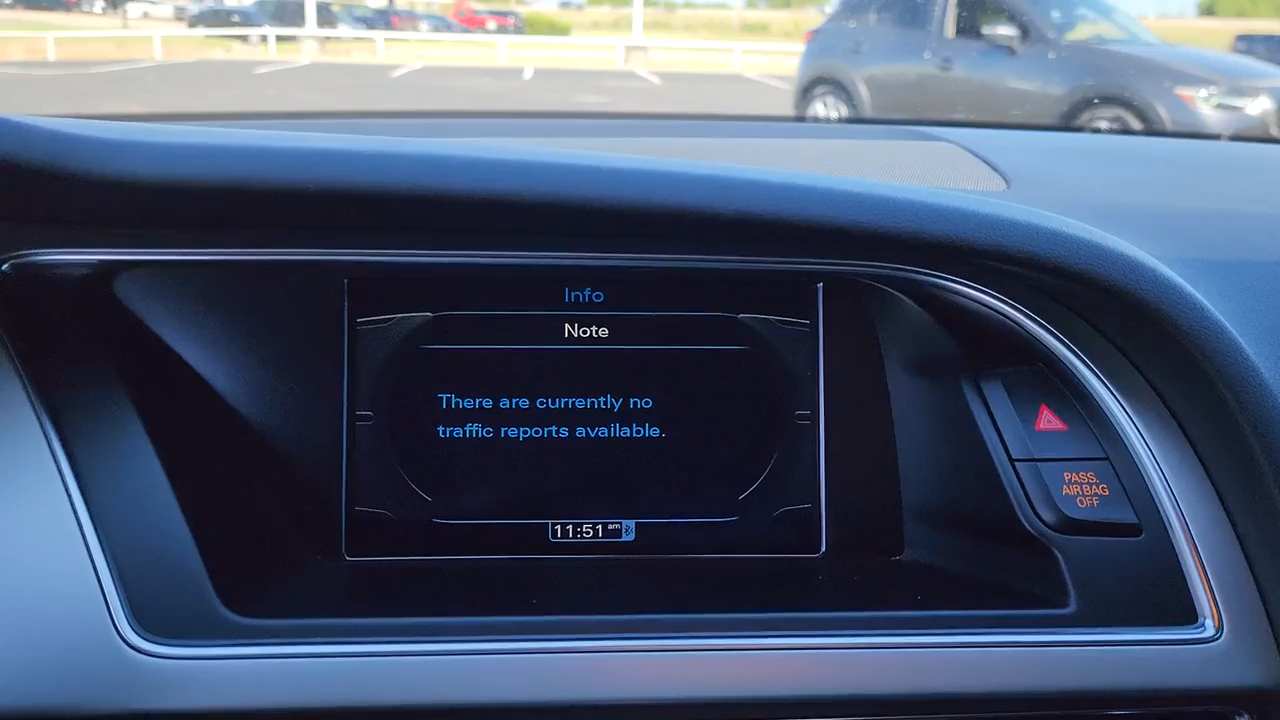 Info
Note
There are currently no
traffic reports available.
11:51 am
PASS.
AIR BAG
OFF